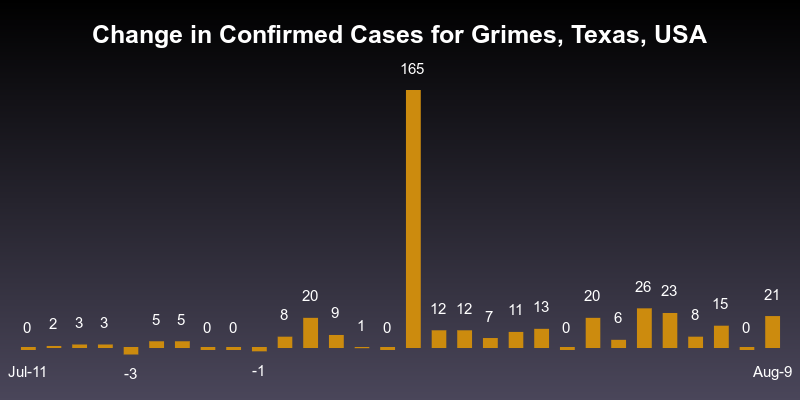 Change in Confirmed Cases for Grimes, Texas, USA
165
0 2 3 3 -3 5 5 0 0 -1 8 20 9 1 0 12 12 7 11 13 0 20 6 26 23 8 15 0 21
Jul-11 Aug-9